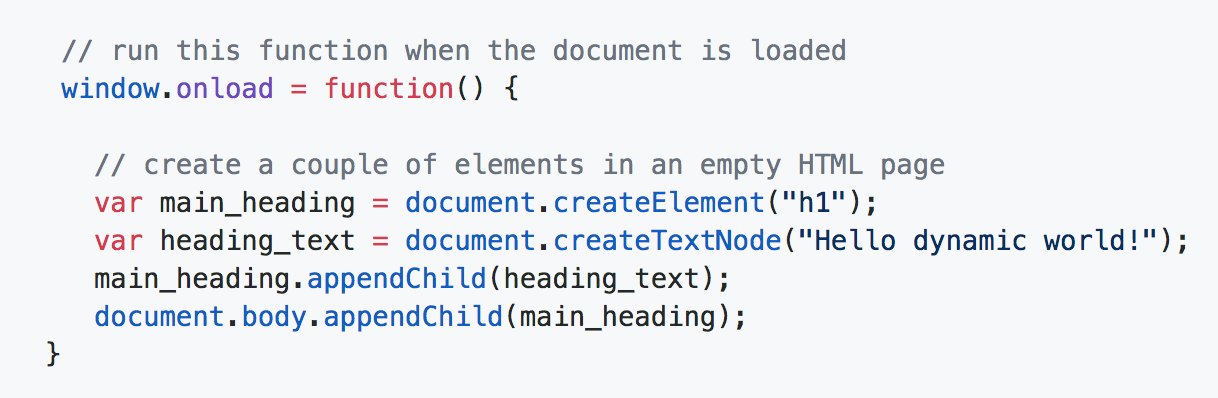 // run this function when the document is loaded
window.onload = function() {
// create a couple of elements in an empty HTML page
var main_heading = document.createElement("h1");
var heading_text = document.createTextNode("Hello dynamic world!");
main_heading.appendChild(heading_text);
document.body.appendChild(main_heading);
}